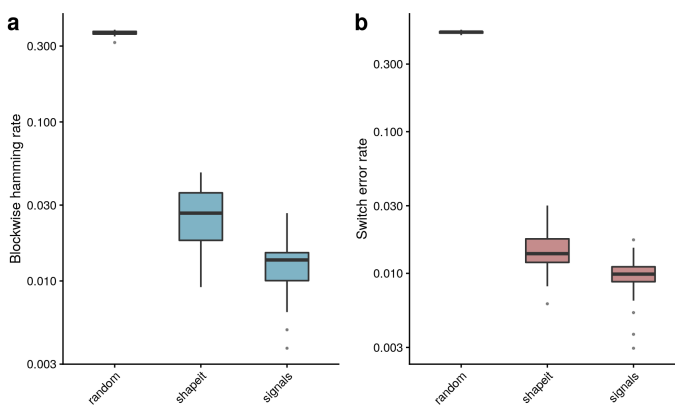 a
Blockwise hamming rate
0.300
0.100
0.030
0.010
0.003
random
shapeit
signals
b
Switch error rate
0.300
0.100
0.030
0.010
0.003
random
shapeit
signals